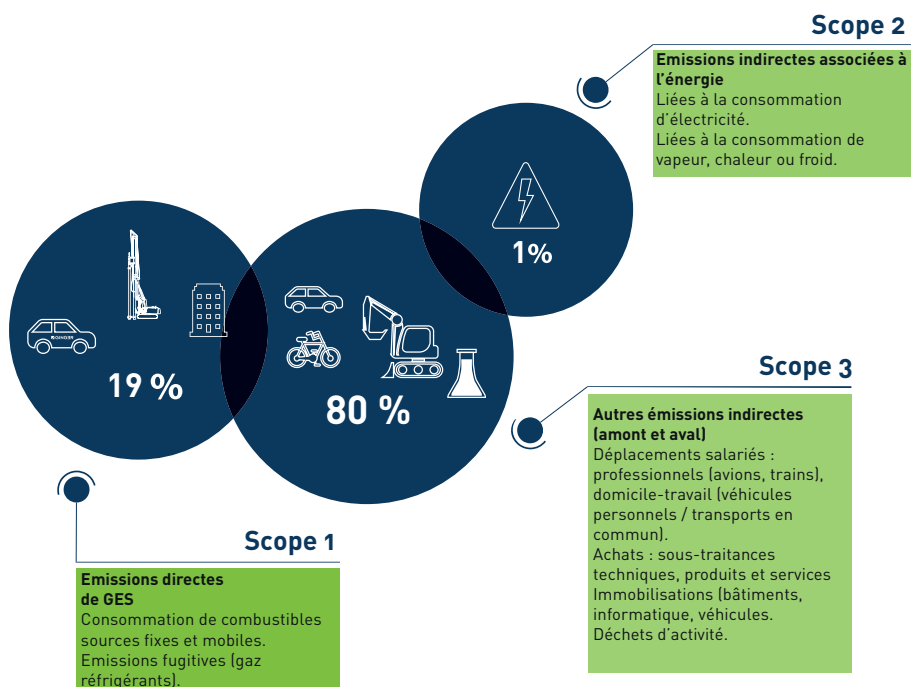 Scope 2
Emissions indirectes associées à
l'énergie
Liées à la consommation
d'électricité.
Liées à la consommation de
vapeur, chaleur ou froid.
1%
19 %
80 %
Scope 3
Autres émissions indirectes
(amont et aval)
Déplacements salariés :
professionnels (avions, trains),
domicile-travail (véhicules
personnels / transports en
commun).
Achats : sous-traitances
techniques, produits et services
Immobilisations (bâtiments,
informatique, véhicules.
Déchets d'activité.
Scope 1
Emissions directes
de GES
Consommation de combustibles
sources fixes et mobiles.
Emissions fugitives (gaz
réfrigérants).